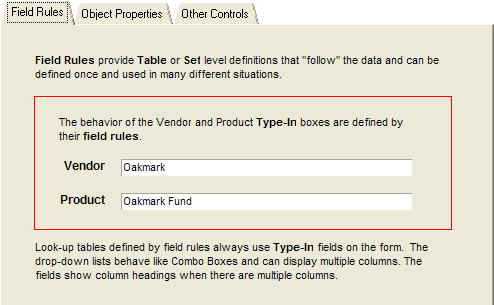 Field Rules Object Properties Other Controls
Field Rules provide Table or Set level definitions that "follow" the data and can be
defined once and used in many different situations.
The behavior of the Vendor and Product Type-In boxes are defined by
their field rules.
Vendor Oakmark
Product Oakmark Fund
Look-up tables defined by field rules always use Type-In fields on the form. The
drop-down lists behave like Combo Boxes and can display multiple columns. The
fields show column headings when there are multiple columns.